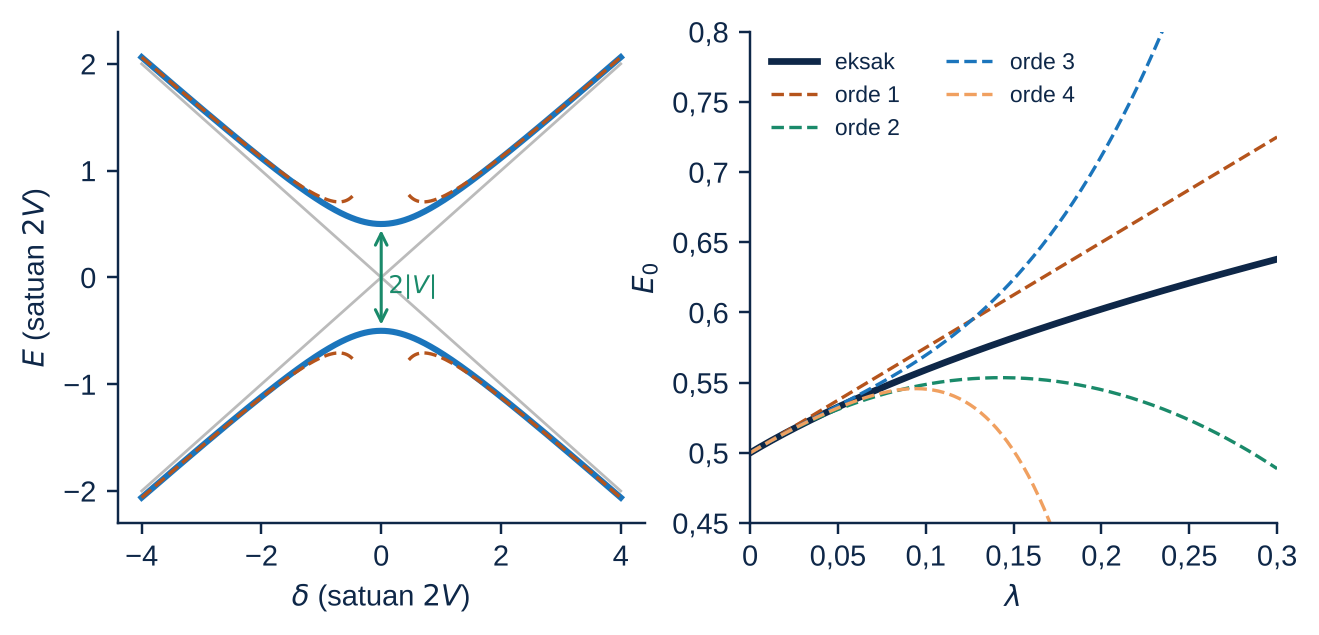 2
1
0
−1
−2
E (satuan 2V)
−4
−2
0
2
4
δ (satuan 2V)
2|V|
0,8
0,75
0,7
0,65
0,6
0,55
0,5
0,45
E₀
0
0,05
0,1
0,15
0,2
0,25
0,3
λ
eksak
orde 1
orde 2
orde 3
orde 4